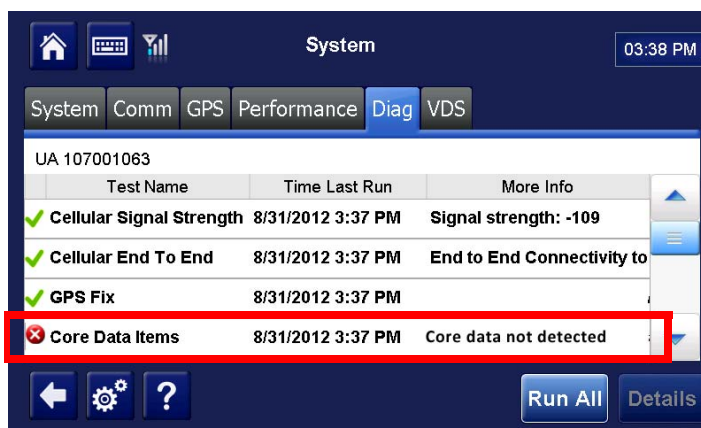 System
03:38 PM
System Comm GPS Performance Diag VDS
UA 107001063
Test Name Time Last Run More Info
Cellular Signal Strength 8/31/2012 3:37 PM Signal strength: -109
Cellular End To End 8/31/2012 3:37 PM End to End Connectivity to
GPS Fix 8/31/2012 3:37 PM
Core Data Items 8/31/2012 3:37 PM Core data not detected
? Run All Details